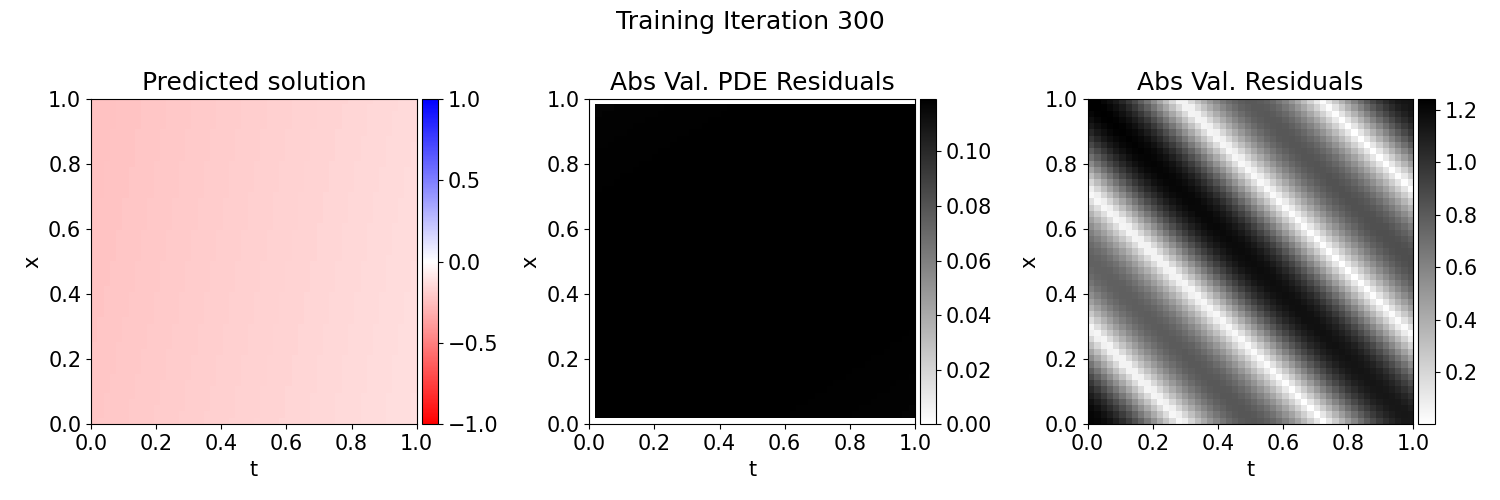 Training Iteration 300
Predicted solution
1.0
0.8
0.6
0.4
0.2
0.0
x
0.0 0.2 0.4 0.6 0.8 1.0
t
1.0
0.5
0.0
−0.5
−1.0
Abs Val. PDE Residuals
1.0
0.8
0.6
0.4
0.2
0.0
x
0.0 0.2 0.4 0.6 0.8 1.0
t
0.10
0.08
0.06
0.04
0.02
0.00
Abs Val. Residuals
1.0
0.8
0.6
0.4
0.2
0.0
x
0.0 0.2 0.4 0.6 0.8 1.0
t
1.2
1.0
0.8
0.6
0.4
0.2